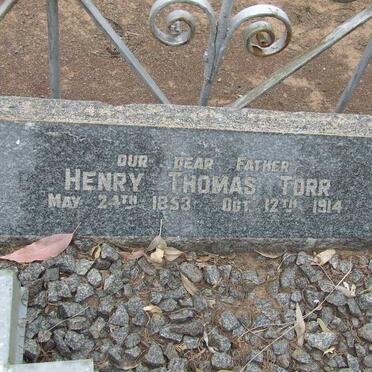 OUR DEAR FATHER
HENRY THOMAS TORR
MAY 24TH 1853 OCT. 12TH 1914